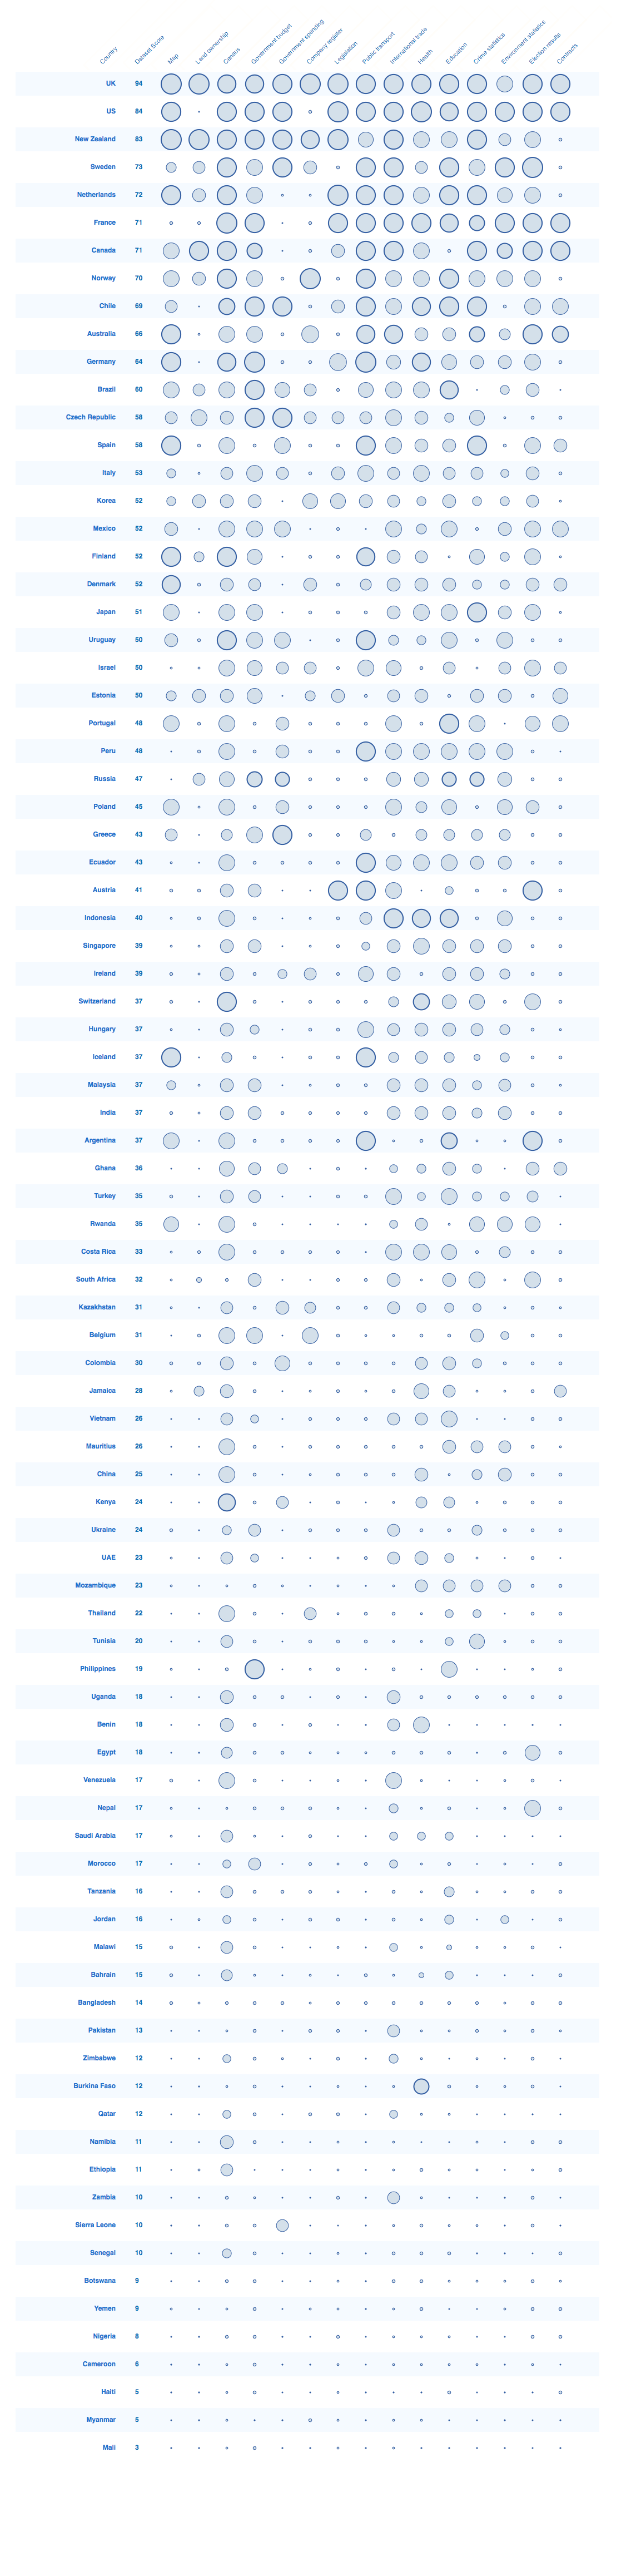 Country Dataset Score Map Land ownership Census Government budget Government spending Company register Legislation Public transport International trade Health Education Crime statistics Environment statistics Election results Contracts
UK 94
US 84
New Zealand 83
Sweden 73
Netherlands 72
France 71
Canada 71
Norway 70
Chile 69
Australia 66
Germany 64
Brazil 60
Czech Republic 58
Spain 58
Italy 53
Korea 52
Mexico 52
Finland 52
Denmark 52
Japan 51
Uruguay 50
Israel 50
Estonia 50
Portugal 48
Peru 48
Russia 47
Poland 45
Greece 43
Ecuador 43
Austria 41
Indonesia 40
Singapore 39
Ireland 39
Switzerland 37
Hungary 37
Iceland 37
Malaysia 37
India 37
Argentina 37
Ghana 36
Turkey 35
Rwanda 35
Costa Rica 33
South Africa 32
Kazakhstan 31
Belgium 31
Colombia 30
Jamaica 28
Vietnam 26
Mauritius 26
China 25
Kenya 24
Ukraine 24
UAE 23
Mozambique 23
Thailand 22
Tunisia 20
Philippines 19
Uganda 18
Benin 18
Egypt 18
Venezuela 17
Nepal 17
Saudi Arabia 17
Morocco 17
Tanzania 16
Jordan 16
Malawi 15
Bahrain 15
Bangladesh 14
Pakistan 13
Zimbabwe 12
Burkina Faso 12
Qatar 12
Namibia 11
Ethiopia 11
Zambia 10
Sierra Leone 10
Senegal 10
Botswana 9
Yemen 9
Nigeria 8
Cameroon 6
Haiti 5
Myanmar 5
Mali 3